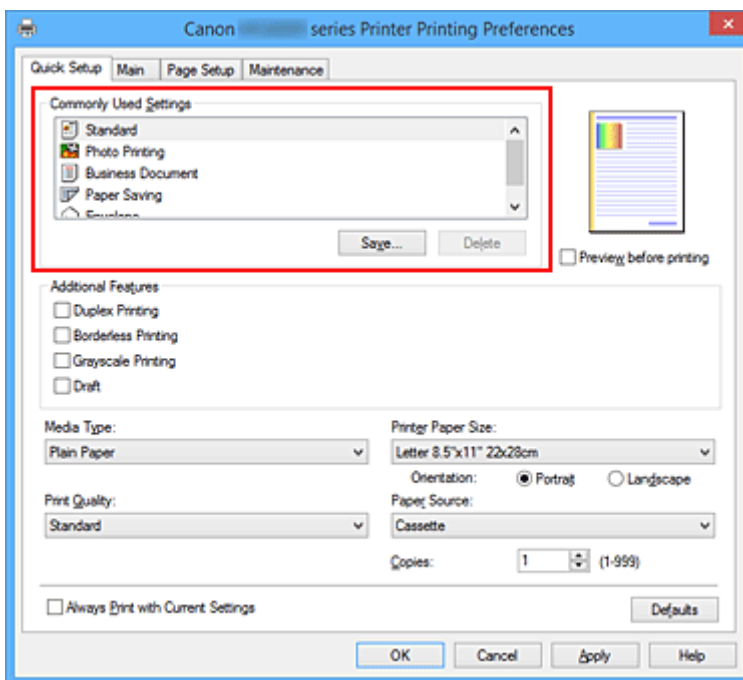 Canon series Printer Printing Preferences
Quick Setup Main Page Setup Maintenance
Commonly Used Settings
Standard
Photo Printing
Business Document
Paper Saving
Envelope
Save... Delete
Preview before printing
Additional Features
Duplex Printing
Borderless Printing
Grayscale Printing
Draft
Media Type: Printer Paper Size:
Plain Paper Letter 8.5"x11" 22x28cm
Orientation: Portrait Landscape
Print Quality: Paper Source:
Standard Cassette
Copies: 1 (1-999)
Always Print with Current Settings Defaults
OK Cancel Apply Help